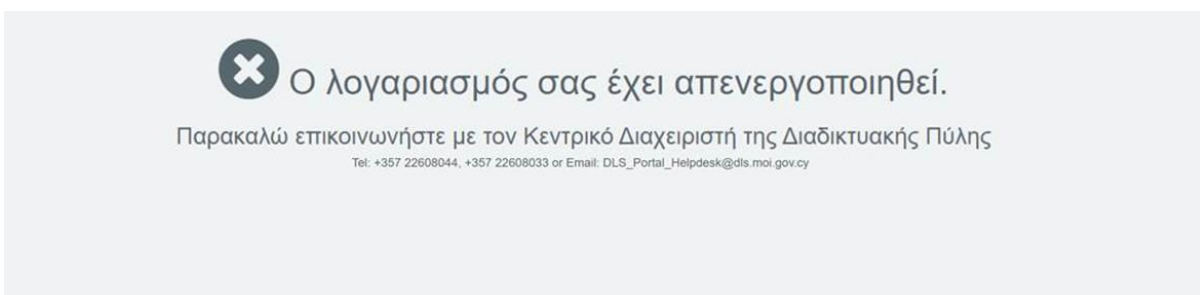 Ο λογαριασμός σας έχει απενεργοποιηθεί.
Παρακαλώ επικοινωνήστε με τον Κεντρικό Διαχειριστή της Διαδικτυακής Πύλης
Tel: +357 22608044, +357 22608033 or Email: DLS_Portal_Helpdesk@dls.moi.gov.cy